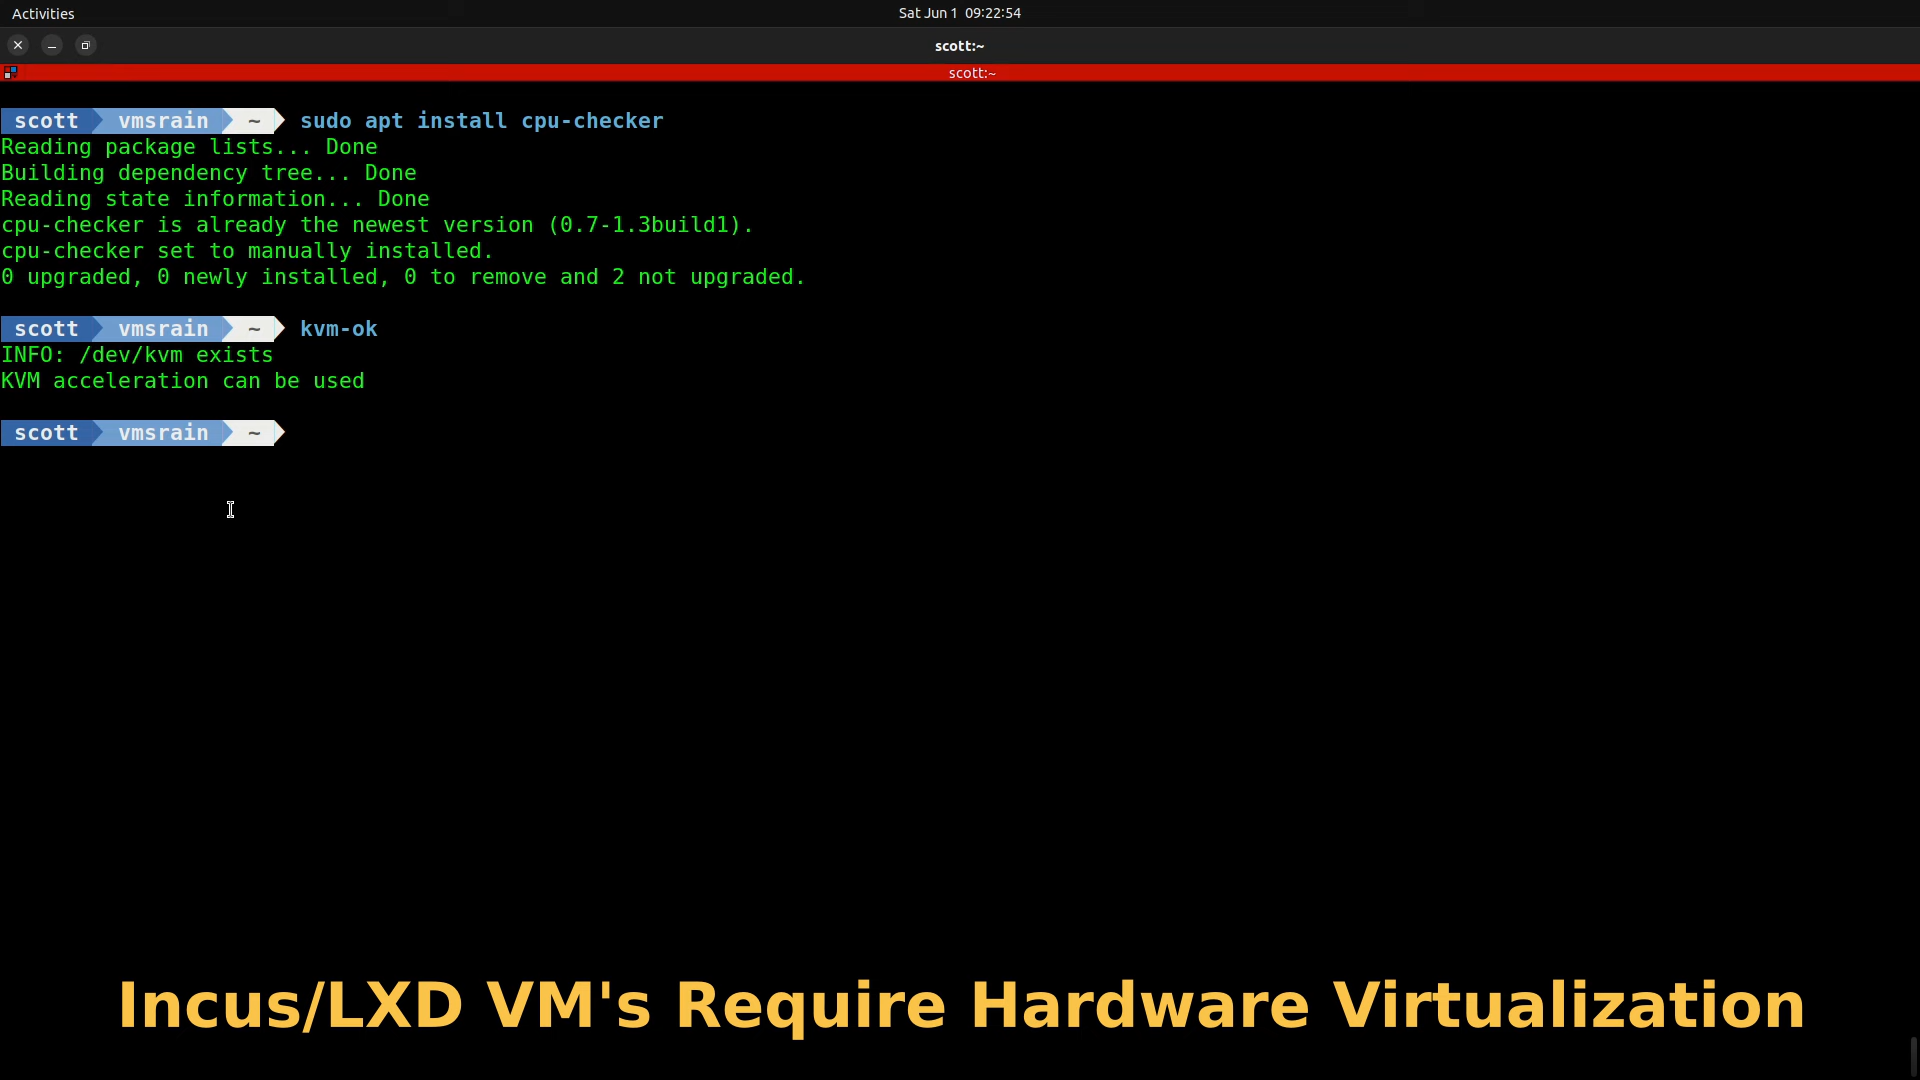 Activities
Sat Jun 1 09:22:54
scott:~
scott:~
scott vmsrain ~ sudo apt install cpu-checker
Reading package lists... Done
Building dependency tree... Done
Reading state information... Done
cpu-checker is already the newest version (0.7-1.3build1).
cpu-checker set to manually installed.
0 upgraded, 0 newly installed, 0 to remove and 2 not upgraded.
scott vmsrain ~ kvm-ok
INFO: /dev/kvm exists
KVM acceleration can be used
scott vmsrain ~
Incus/LXD VM's Require Hardware Virtualization